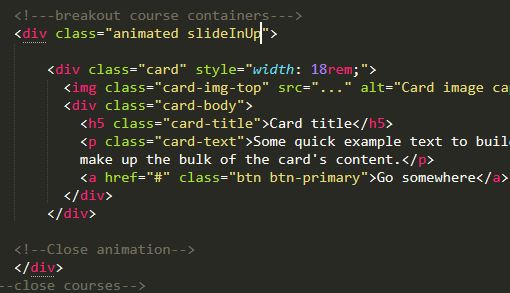 <!---breakout course containers--->
<div class="animated slideInUp">
<div class="card" style="width: 18rem;">
<img class="card-img-top" src="..." alt="Card image cap
<div class="card-body">
<h5 class="card-title">Card title</h5>
<p class="card-text">Some quick example text to buil
make up the bulk of the card's content.</p>
<a href="#" class="btn btn-primary">Go somewhere</a>
</div>
</div>
<!--Close animation-->
</div>
--close courses-->